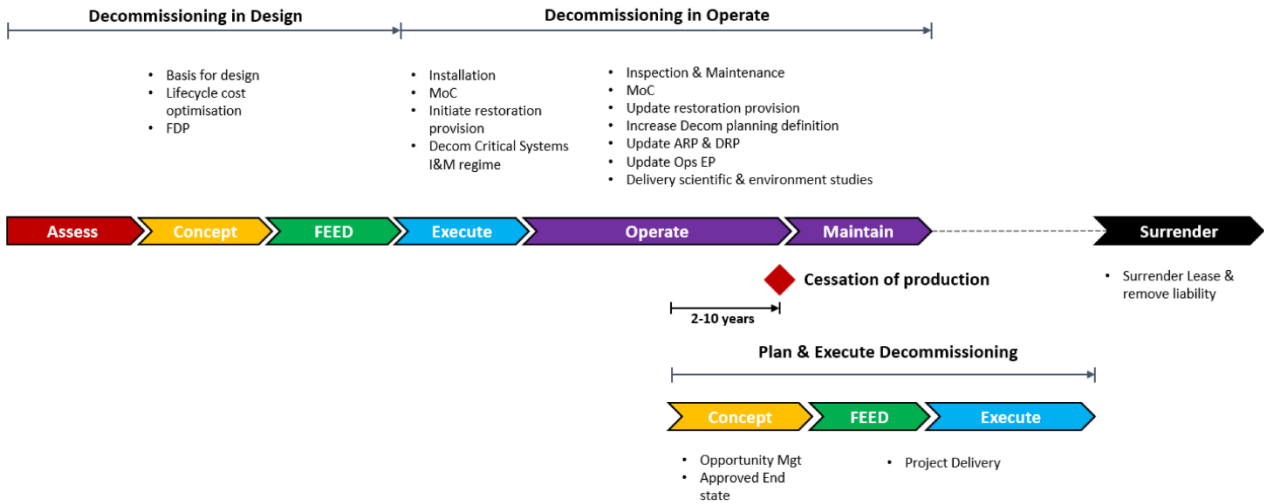 Decommissioning in Design
Decommissioning in Operate
• Basis for design
• Lifecycle cost
optimisation
• FDP
• Installation
• MoC
• Initiate restoration
provision
• Decom Critical Systems
I&M regime
• Inspection & Maintenance
• MoC
• Update restoration provision
• Increase Decom planning definition
• Update ARP & DRP
• Update Ops EP
• Delivery scientific & environment studies
Assess
Concept
FEED
Execute
Operate
Maintain
Surrender
Cessation of production
• Surrender Lease &
remove liability
2-10 years
Plan & Execute Decommissioning
Concept
FEED
Execute
• Opportunity Mgt
• Approved End
state
• Project Delivery